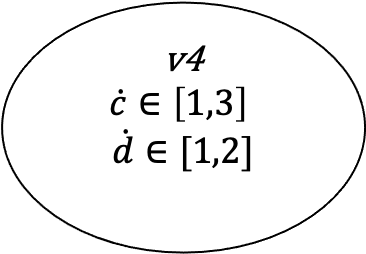 v4
ċ ∈ [1,3]
ḋ ∈ [1,2]